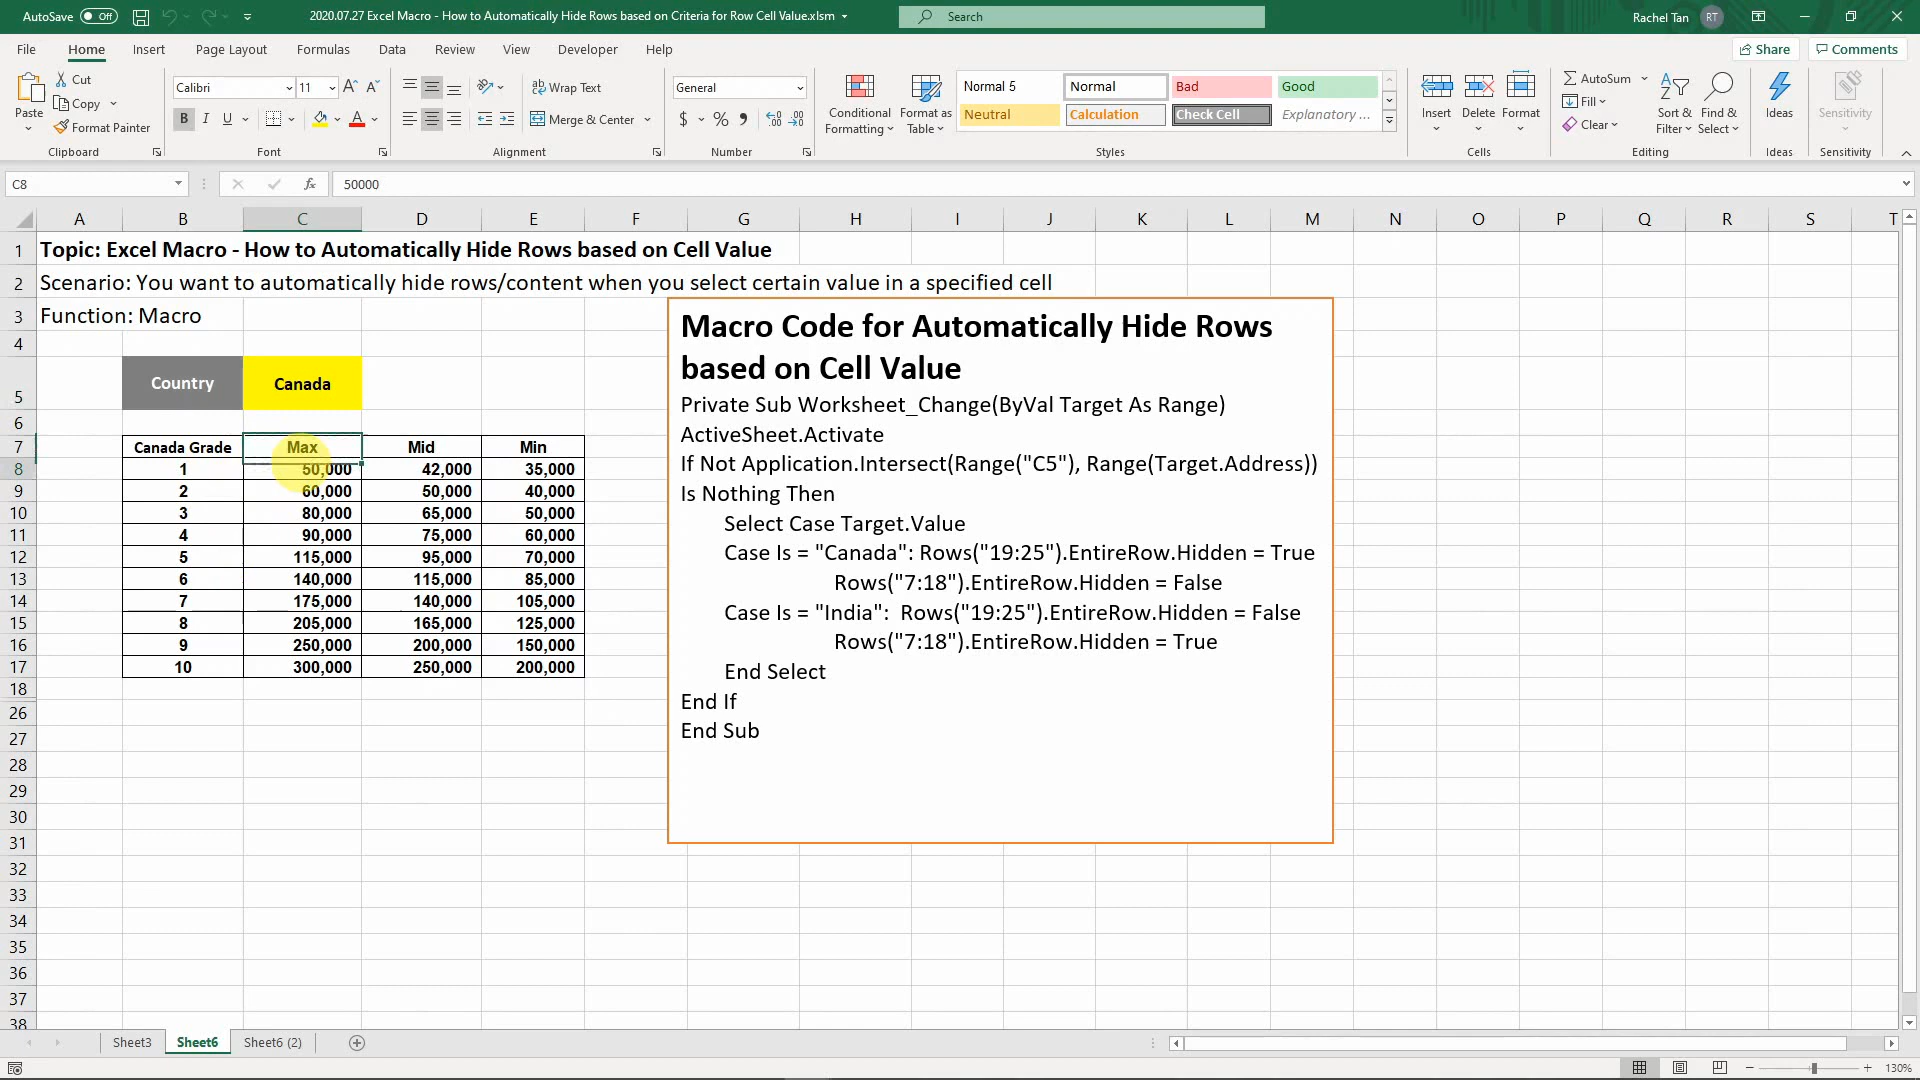 AutoSave Off 2020.07.27 Excel Macro - How to Automatically Hide Rows based on Criteria for Row Cell Value.xlsm Search Rachel Tan RT
File Home Insert Page Layout Formulas Data Review View Developer Help Share Comments
Paste Cut Copy Format Painter Clipboard
Calibri 11 A A B I U A Font
Wrap Text Merge & Center Alignment
General $ % Number
Conditional Formatting Format as Table
Normal 5 Normal Bad Good
Neutral Calculation Check Cell Explanatory ...
Styles
Insert Delete Format Cells
AutoSum Fill Clear Sort & Filter Find & Select Editing
Ideas Ideas
Sensitivity Sensitivity
C8 fx 50000
A B C D E F G H I J K L M N O P Q R S T
1 Topic: Excel Macro - How to Automatically Hide Rows based on Cell Value
2 Scenario: You want to automatically hide rows/content when you select certain value in a specified cell
3 Function: Macro
4
5 Country Canada
6
7 Canada Grade Max Mid Min
8 1 50,000 42,000 35,000
9 2 60,000 50,000 40,000
10 3 80,000 65,000 50,000
11 4 90,000 75,000 60,000
12 5 115,000 95,000 70,000
13 6 140,000 115,000 85,000
14 7 175,000 140,000 105,000
15 8 205,000 165,000 125,000
16 9 250,000 200,000 150,000
17 10 300,000 250,000 200,000
18
26
27
28
29
30
31
32
33
34
35
36
37
38
Macro Code for Automatically Hide Rows
based on Cell Value
Private Sub Worksheet_Change(ByVal Target As Range)
ActiveSheet.Activate
If Not Application.Intersect(Range("C5"), Range(Target.Address))
Is Nothing Then
Select Case Target.Value
Case Is = "Canada": Rows("19:25").EntireRow.Hidden = True
Rows("7:18").EntireRow.Hidden = False
Case Is = "India":  Rows("19:25").EntireRow.Hidden = False
Rows("7:18").EntireRow.Hidden = True
End Select
End If
End Sub
Sheet3 Sheet6 Sheet6 (2)
130%